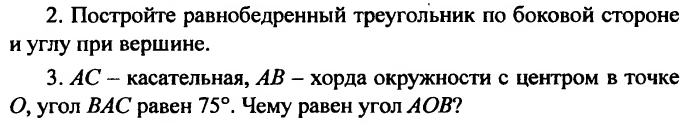 2. Постройте равнобедренный треугольник по боковой стороне
и углу при вершине.
3. AC – касательная, AB – хорда окружности с центром в точке
O, угол BAC равен 75°. Чему равен угол AOB?